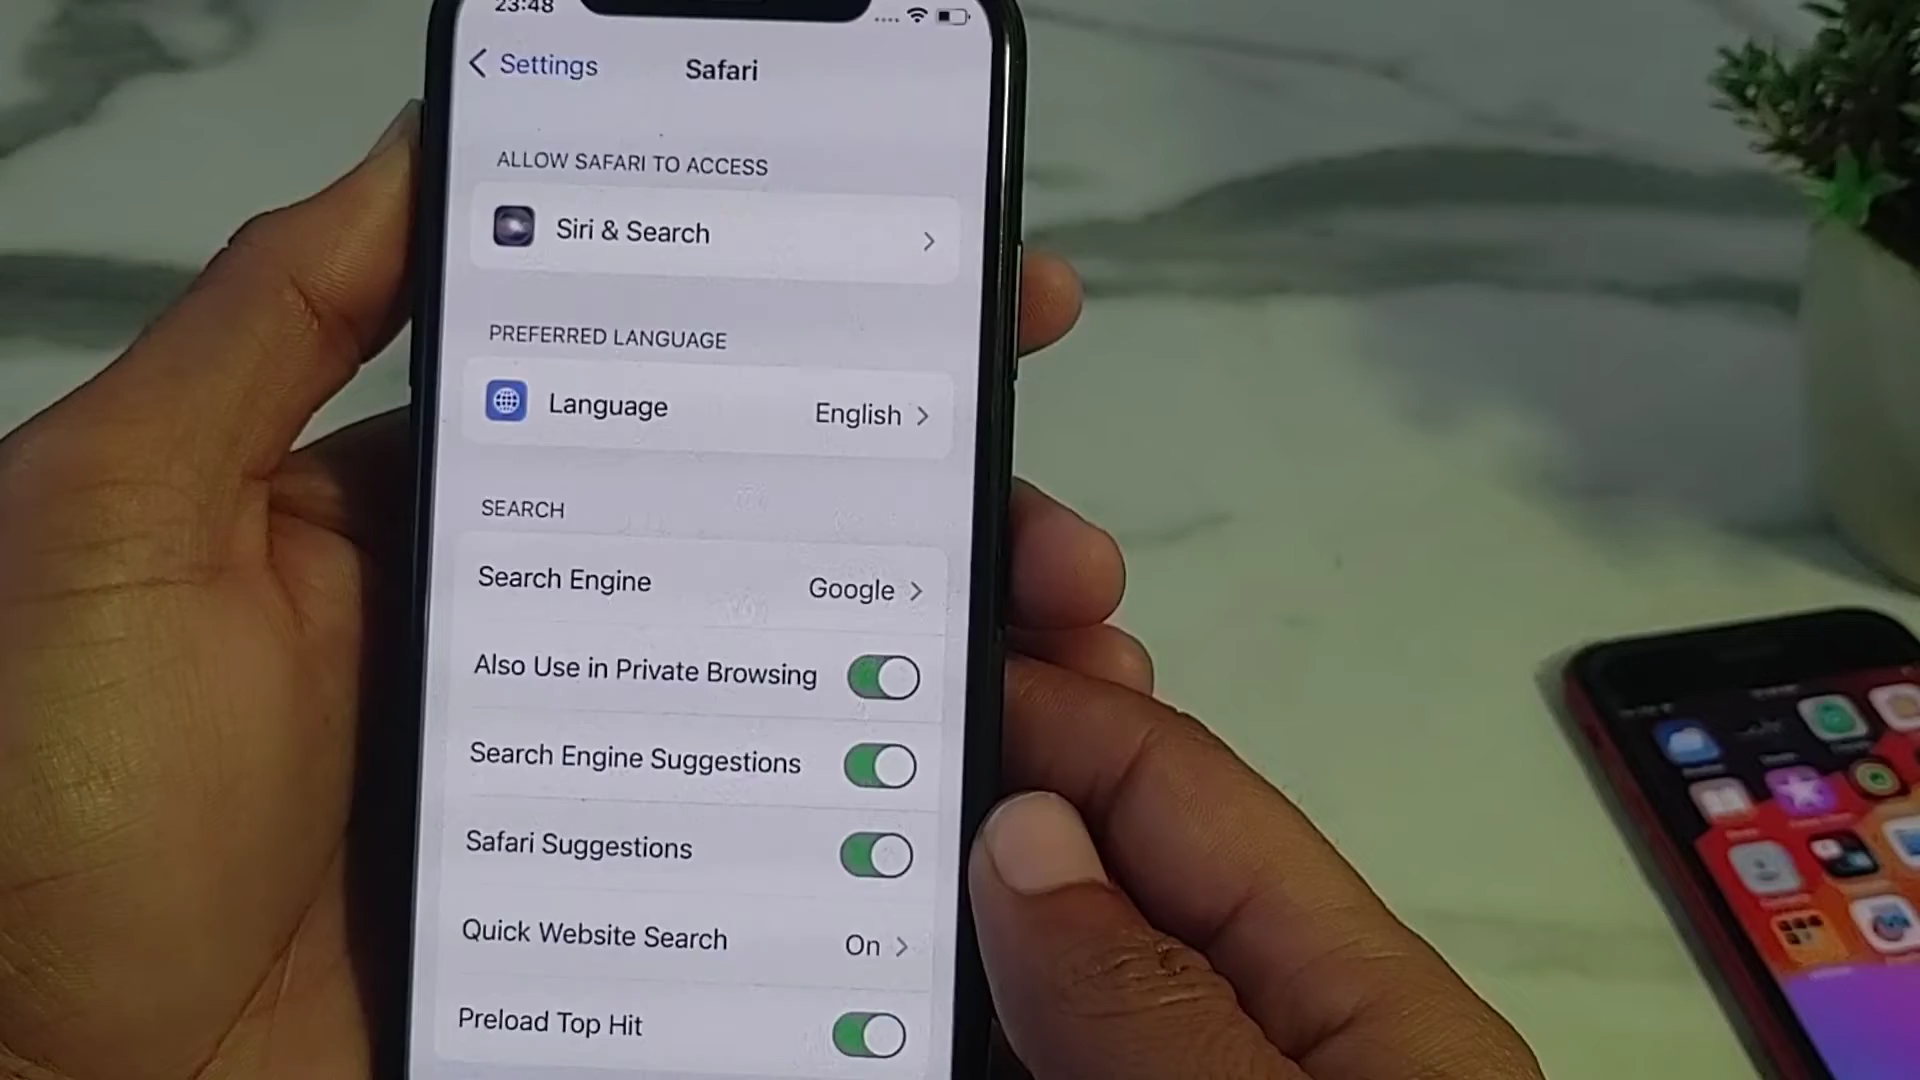 23:48
Settings
Safari
ALLOW SAFARI TO ACCESS
Siri & Search
PREFERRED LANGUAGE
Language English
SEARCH
Search Engine Google
Also Use in Private Browsing
Search Engine Suggestions
Safari Suggestions
Quick Website Search On
Preload Top Hit